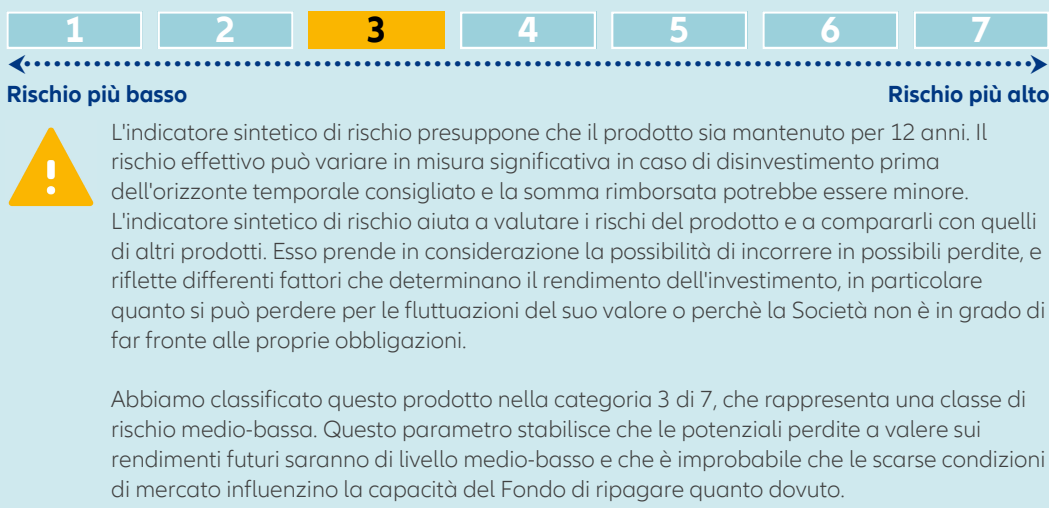 1 2 3 4 5 6 7
Rischio più basso Rischio più alto
L'indicatore sintetico di rischio presuppone che il prodotto sia mantenuto per 12 anni. Il
rischio effettivo può variare in misura significativa in caso di disinvestimento prima
dell'orizzonte temporale consigliato e la somma rimborsata potrebbe essere minore.
L'indicatore sintetico di rischio aiuta a valutare i rischi del prodotto e a compararli con quelli
di altri prodotti. Esso prende in considerazione la possibilità di incorrere in possibili perdite, e
riflette differenti fattori che determinano il rendimento dell'investimento, in particolare
quanto si può perdere per le fluttuazioni del suo valore o perchè la Società non è in grado di
far fronte alle proprie obbligazioni.
Abbiamo classificato questo prodotto nella categoria 3 di 7, che rappresenta una classe di
rischio medio-bassa. Questo parametro stabilisce che le potenziali perdite a valere sui
rendimenti futuri saranno di livello medio-basso e che è improbabile che le scarse condizioni
di mercato influenzino la capacità del Fondo di ripagare quanto dovuto.